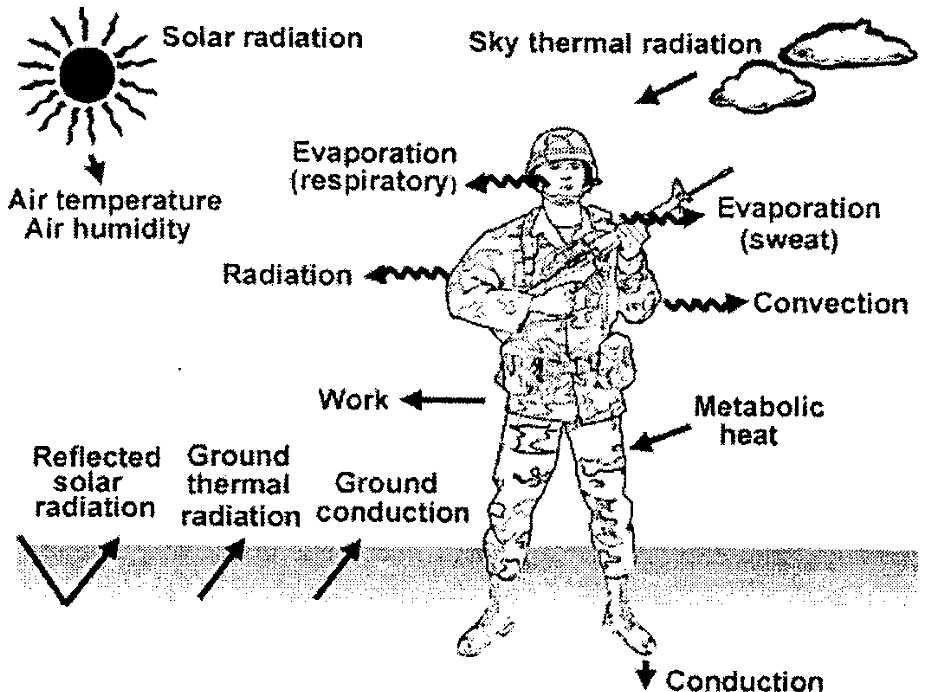 Solar radiation
Sky thermal radiation
Evaporation
(respiratory)
Air temperature
Air humidity
Evaporation
(sweat)
Radiation
Convection
Work
Metabolic
heat
Reflected
solar
radiation
Ground
thermal
radiation
Ground
conduction
Conduction